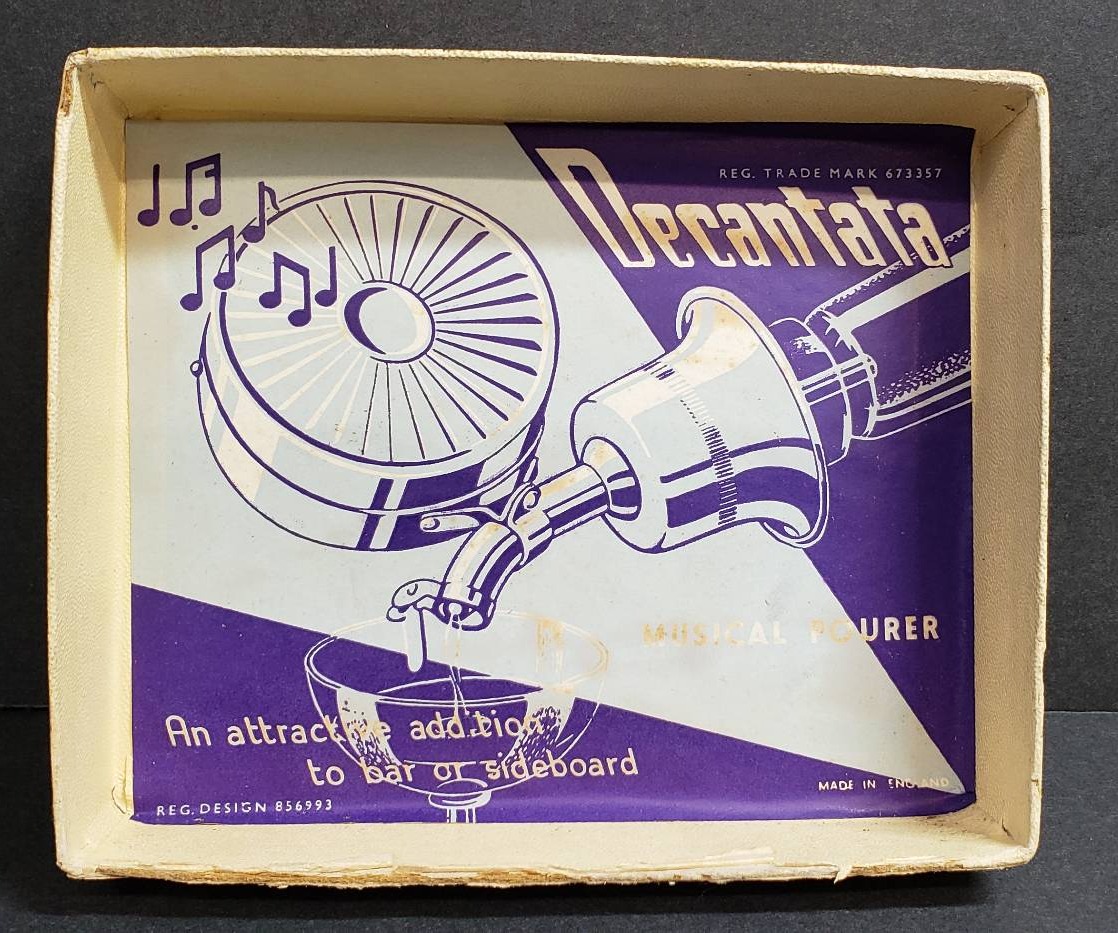 REG. TRADE MARK 673357
Decantata
MUSICAL POURER
An attractive addition
to bar or sideboard
MADE IN ENGLAND
REG. DESIGN 856993